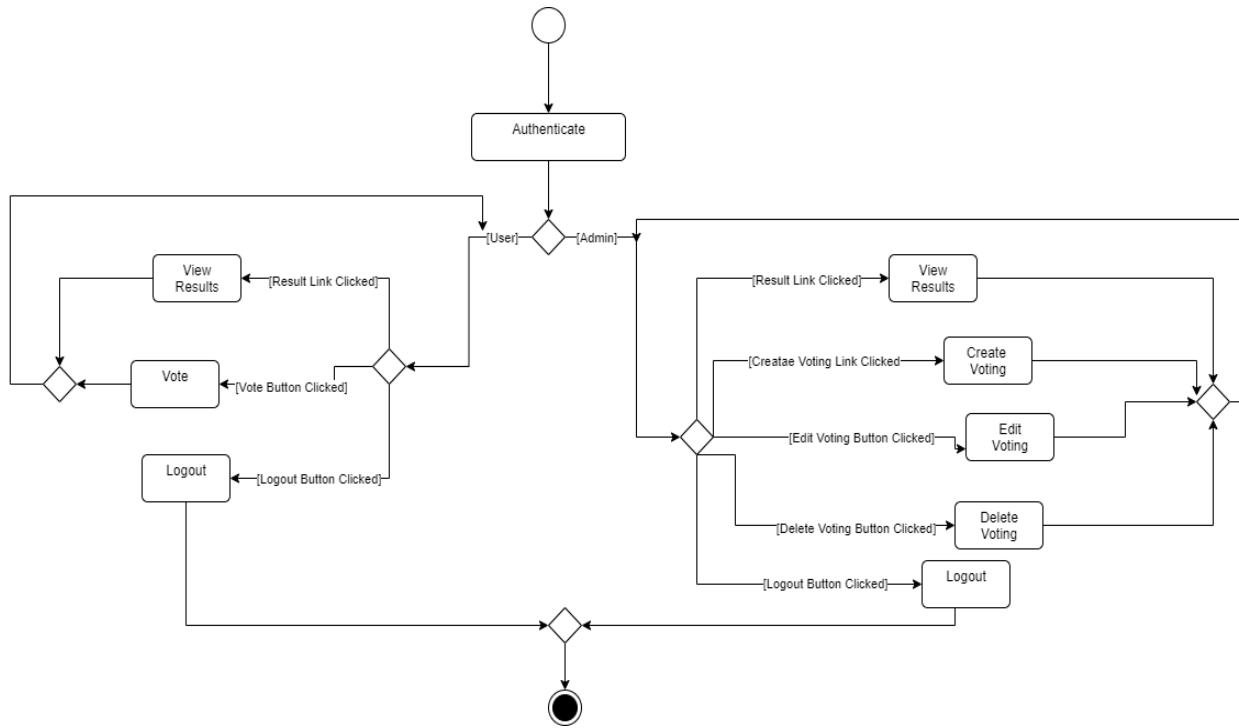 Authenticate
[User]
[Admin]
View
Results
[Result Link Clicked]
Vote
[Vote Button Clicked]
Logout
[Logout Button Clicked]
[Result Link Clicked]
View
Results
[Creatae Voting Link Clicked
Create
Voting
[Edit Voting Button Clicked]
Edit
Voting
[Delete Voting Button Clicked]
Delete
Voting
[Logout Button Clicked]
Logout